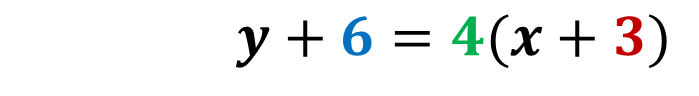 y + 6 = 4(x + 3)